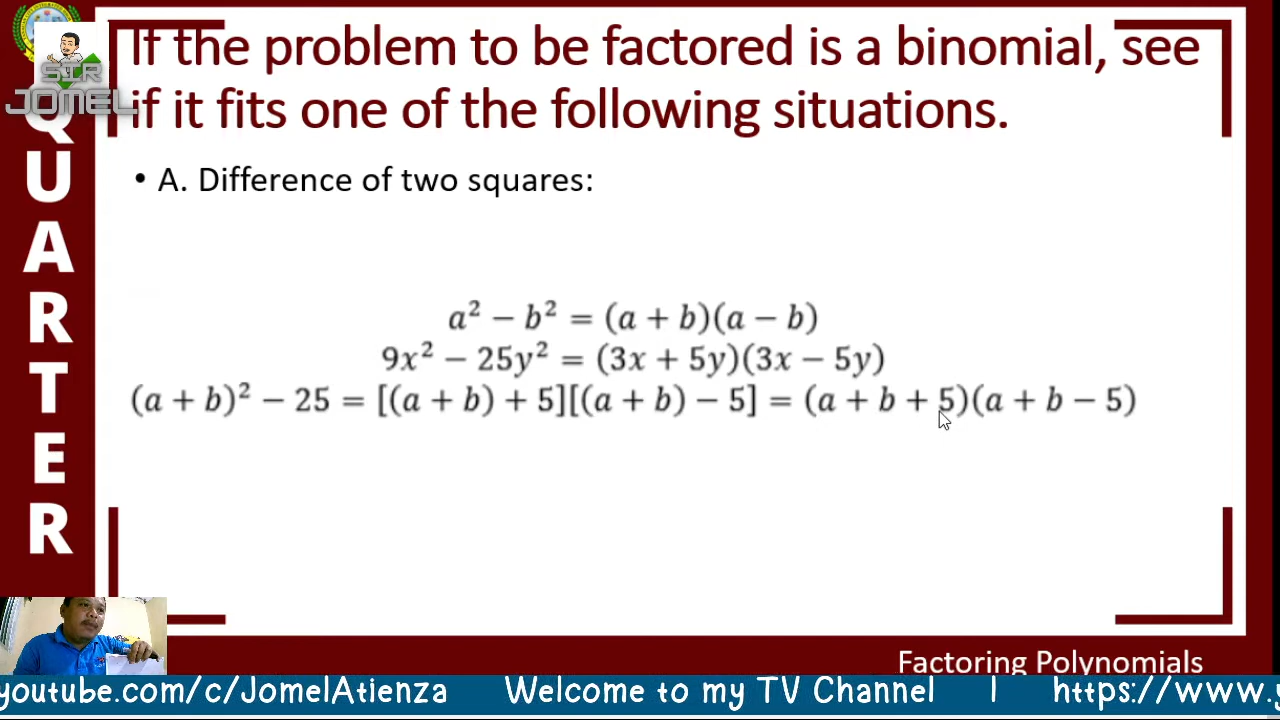 If the problem to be factored is a binomial, see
if it fits one of the following situations.
• A. Difference of two squares:
a² − b² = (a + b)(a − b)
9x² − 25y² = (3x + 5y)(3x − 5y)
(a + b)² − 25 = [(a + b) + 5][(a + b) − 5] = (a + b + 5)(a + b − 5)
QUARTER
SIR
JOMEL
Factoring Polynomials
youtube.com/c/JomelAtienza Welcome to my TV Channel | https://www.y